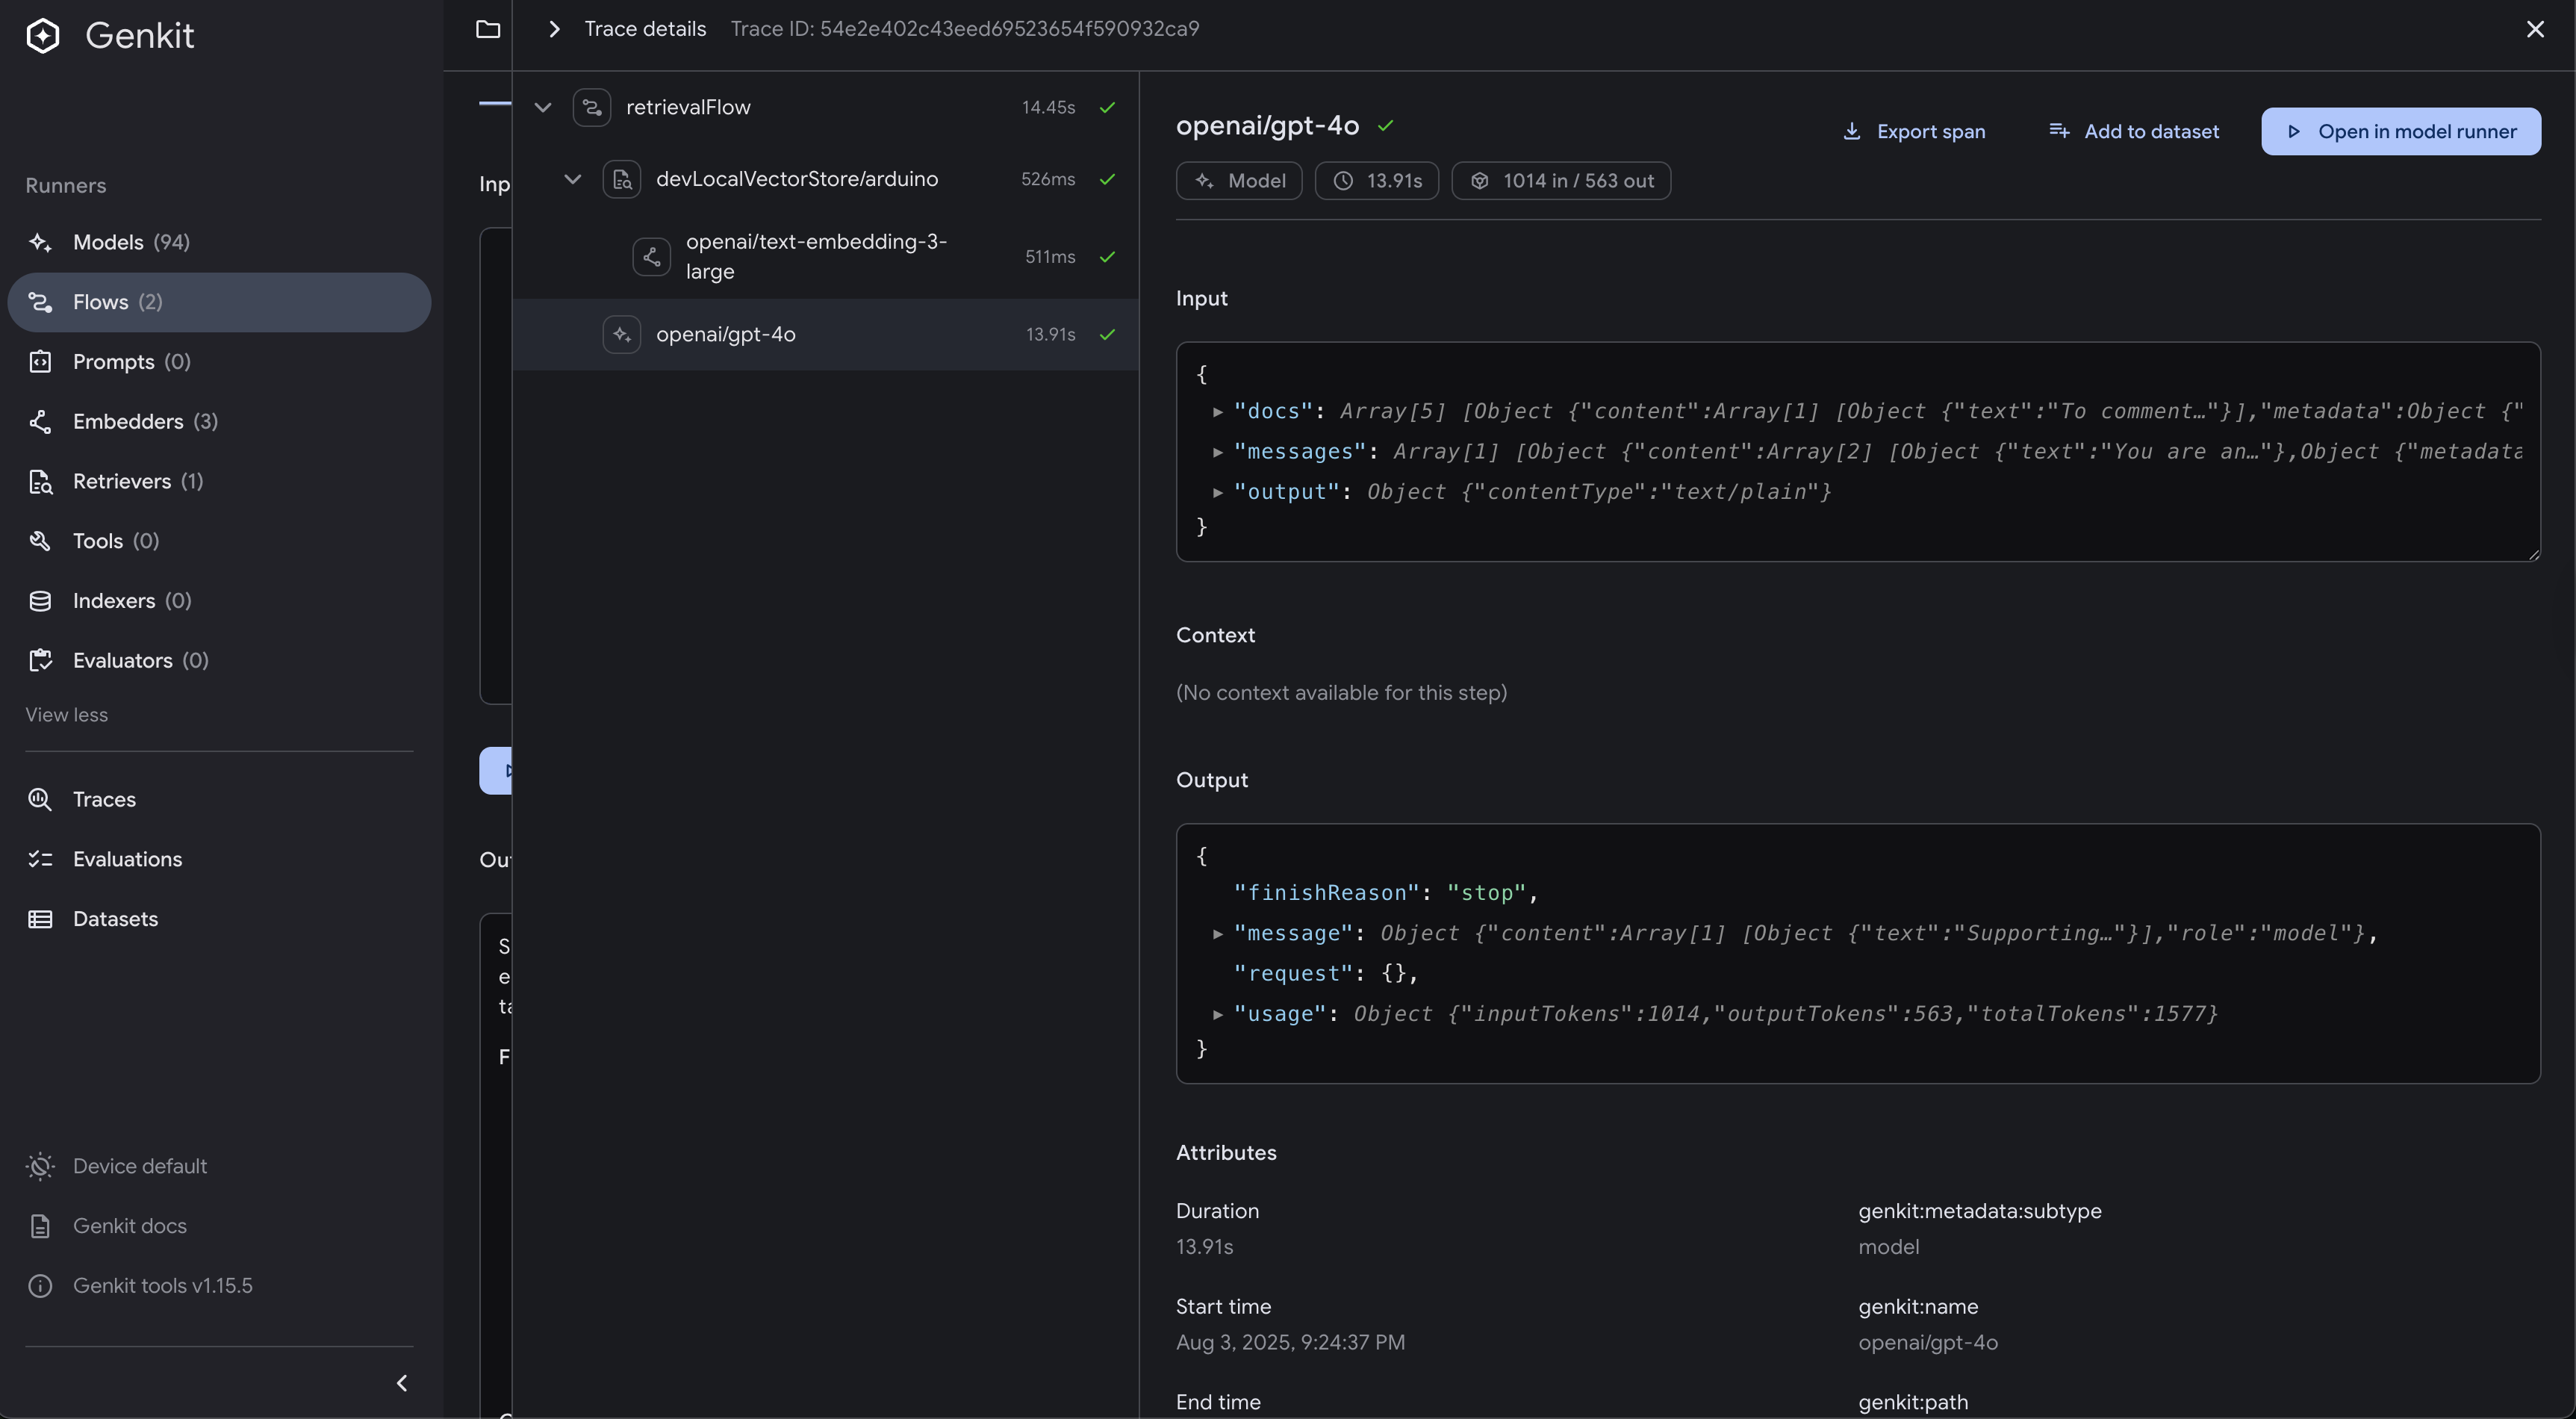 Genkit
Runners
Models (94)
Flows (2)
Prompts (0)
Embedders (3)
Retrievers (1)
Tools (0)
Indexers (0)
Evaluators (0)
View less
Traces
Evaluations
Datasets
Device default
Genkit docs
Genkit tools v1.15.5
Inp
Ou
S
e
F
Trace details Trace ID: 54e2e402c43eed69523654f590932ca9
retrievalFlow 14.45s
devLocalVectorStore/arduino 526ms
openai/text-embedding-3-
large 511ms
openai/gpt-4o 13.91s
openai/gpt-4o
Export span
Add to dataset
Open in model runner
Model
13.91s
1014 in / 563 out
Input
{
"docs": Array[5] [Object {"content":Array[1] [Object {"text":"To comment…"}],"metadata":Object {"
"messages": Array[1] [Object {"content":Array[2] [Object {"text":"You are an…"},Object {"metadata
"output": Object {"contentType":"text/plain"}
}
Context
(No context available for this step)
Output
{
"finishReason": "stop",
"message": Object {"content":Array[1] [Object {"text":"Supporting…"}],"role":"model"},
"request": {},
"usage": Object {"inputTokens":1014,"outputTokens":563,"totalTokens":1577}
}
Attributes
Duration
13.91s
genkit:metadata:subtype
model
Start time
Aug 3, 2025, 9:24:37 PM
genkit:name
openai/gpt-4o
End time
genkit:path